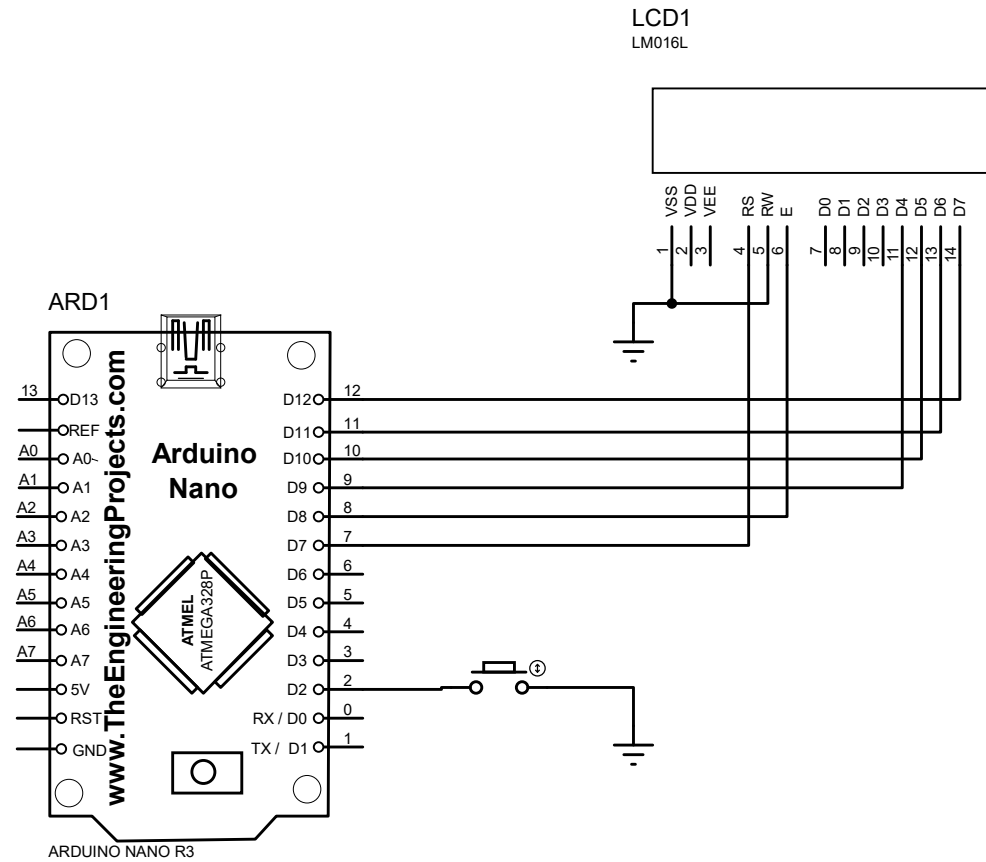 LCD1
LM016L
VSS
VDD
VEE
RS
RW
E
D0
D1
D2
D3
D4
D5
D6
D7
1
2
3
4
5
6
7
8
9
10
11
12
13
14
ARD1
www.TheEngineeringProjects.com
Arduino
Nano
ATMEL
ATMEGA328P
13 D13
REF
A0 A0~
A1 A1
A2 A2
A3 A3
A4 A4
A5 A5
A6 A6
A7 A7
5V
RST
GND
D12 12
D11 11
D10 10
D9 9
D8 8
D7 7
D6 6
D5 5
D4 4
D3 3
D2 2
RX / D0 0
TX / D1 1
ARDUINO NANO R3